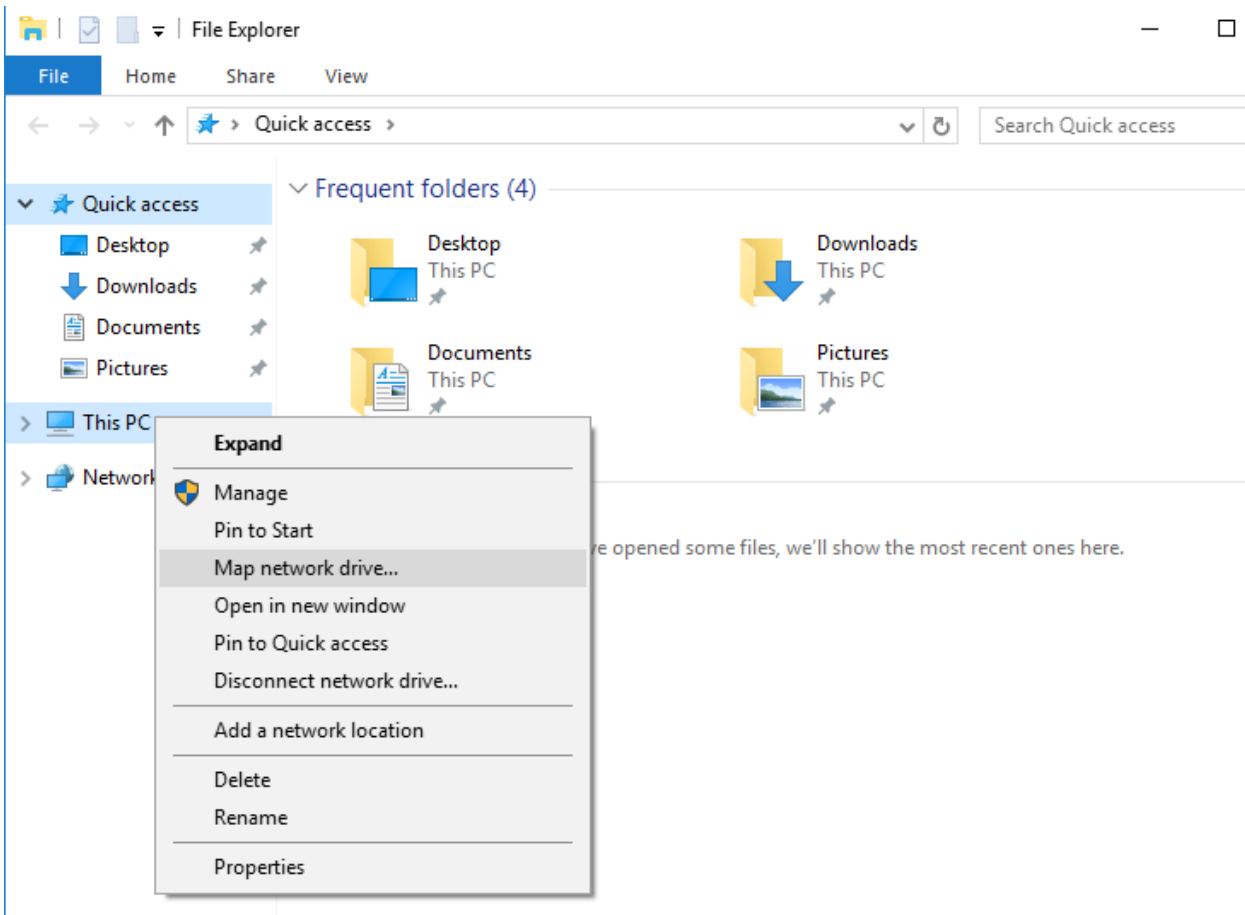 File Explorer
File Home Share View
Quick access
Search Quick access
Quick access
Desktop
Downloads
Documents
Pictures
This PC
Network
Frequent folders (4)
Desktop
This PC
Downloads
This PC
Documents
This PC
Pictures
This PC
opened some files, we'll show the most recent ones here.
Expand
Manage
Pin to Start
Map network drive...
Open in new window
Pin to Quick access
Disconnect network drive...
Add a network location
Delete
Rename
Properties